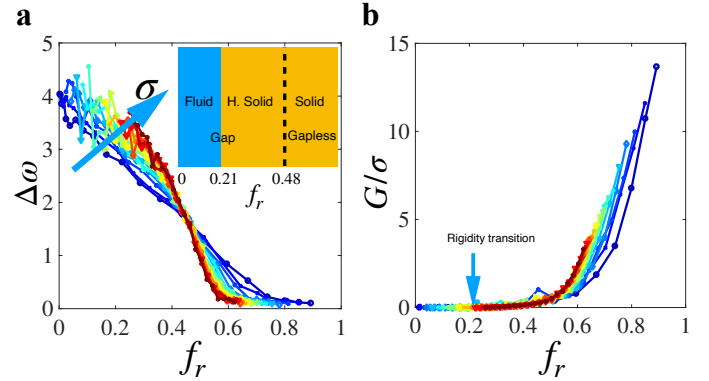 a
5
4
3
2
1
0
Δω
σ
Fluid
H. Solid
Solid
Gap
Gapless
0
0.21
0.48
f_r
0
0.2
0.4
0.6
0.8
1
f_r
b
15
10
5
0
G/σ
Rigidity transition
0
0.2
0.4
0.6
0.8
1
f_r